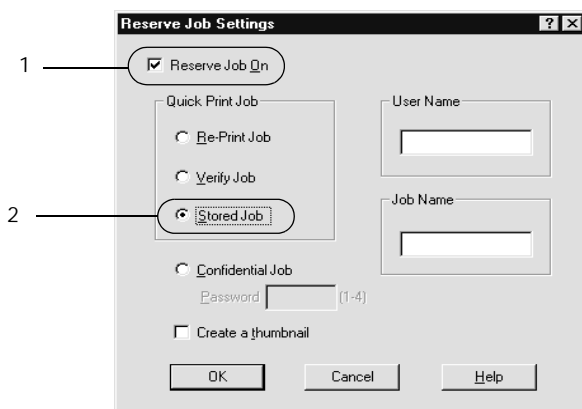 Reserve Job Settings
1
Reserve Job On
Quick Print Job
Re-Print Job
Verify Job
2
Stored Job
Confidential Job
Password
(1-4)
Create a thumbnail
User Name
Job Name
OK
Cancel
Help